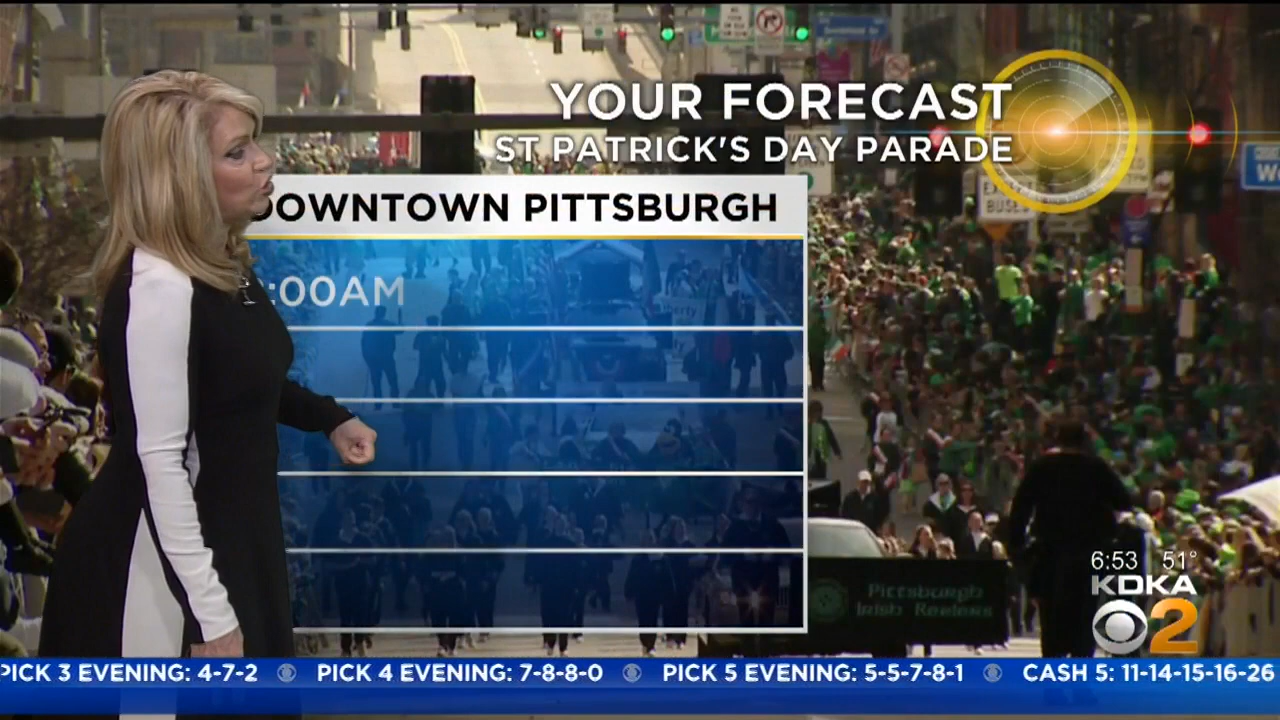 YOUR FORECAST
ST PATRICK'S DAY PARADE
DOWNTOWN PITTSBURGH
:00AM
Pittsburgh
Irish Reelers
6:53 51°
KDKA
2
PICK 3 EVENING: 4-7-2 PICK 4 EVENING: 7-8-8-0 PICK 5 EVENING: 5-5-7-8-1 CASH 5: 11-14-15-16-26